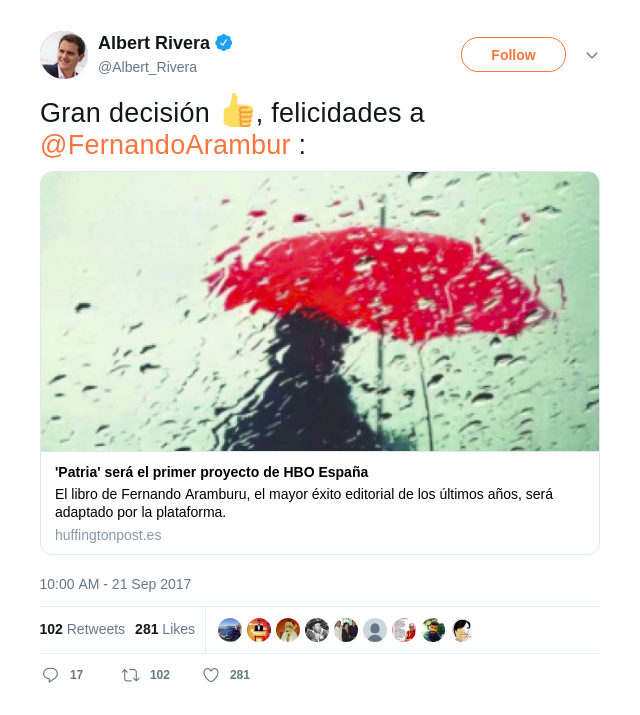 Albert Rivera
@Albert_Rivera
Follow
Gran decisión 👍, felicidades a
@FernandoArambur :
'Patria' será el primer proyecto de HBO España
El libro de Fernando Aramburu, el mayor éxito editorial de los últimos años, será
adaptado por la plataforma.
huffingtonpost.es
10:00 AM - 21 Sep 2017
102 Retweets 281 Likes
17 102 281